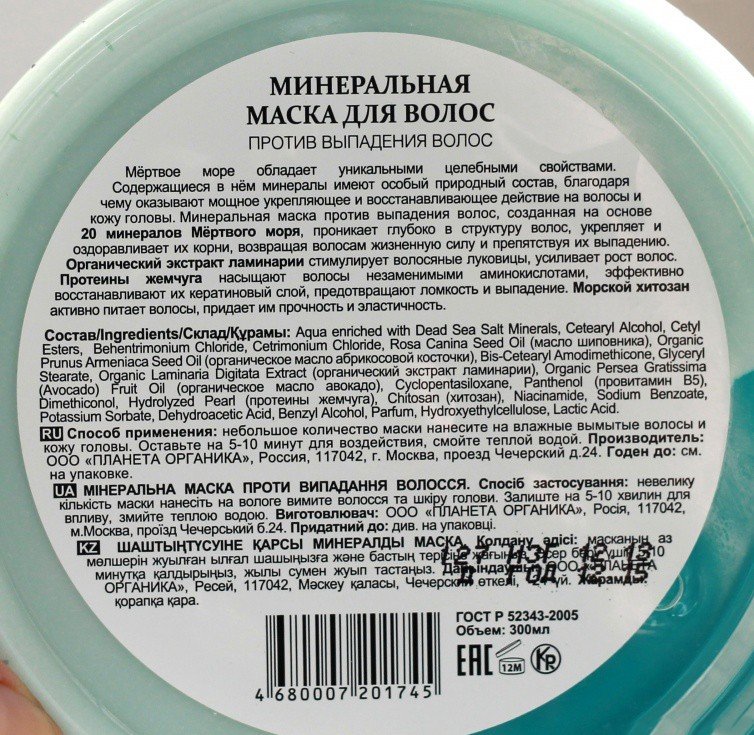 МИНЕРАЛЬНАЯ
МАСКА ДЛЯ ВОЛОС
ПРОТИВ ВЫПАДЕНИЯ ВОЛОС
Мёртвое море обладает уникальными целебными свойствами.
Содержащиеся в нём минералы имеют особый природный состав, благодаря
чему оказывают мощное укрепляющее и восстанавливающее действие на волосы и
кожу головы. Минеральная маска против выпадения волос, созданная на основе
20 минералов Мёртвого моря, проникает глубоко в структуру волос, укрепляет и
оздоравливает их корни, возвращая волосам жизненную силу и препятствуя их выпадению.
Органический экстракт ламинарии стимулирует волосяные луковицы, усиливает рост волос.
Протеины жемчуга насыщают волосы незаменимыми аминокислотами, эффективно
восстанавливают их кератиновый слой, предотвращают ломкость и выпадение. Морской хитозан
активно питает волосы, придает им прочность и эластичность.
Состав/Ingredients/Склад/Құрамы: Aqua enriched with Dead Sea Salt Minerals, Cetearyl Alcohol, Cetyl
Esters, Behentrimonium Chloride, Cetrimonium Chloride, Rosa Canina Seed Oil (масло шиповника), Organic
Prunus Armeniaca Seed Oil (органическое масло абрикосовой косточки), Bis-Cetearyl Amodimethicone, Glyceryl
Stearate, Organic Laminaria Digitata Extract (органический экстракт ламинарии), Organic Persea Gratissima
(Avocado) Fruit Oil (органическое масло авокадо), Cyclopentasiloxane, Panthenol (провитамин B5),
Dimethiconol, Hydrolyzed Pearl (протеины жемчуга), Chitosan (хитозан), Niacinamide, Sodium Benzoate,
Potassium Sorbate, Dehydroacetic Acid, Benzyl Alcohol, Parfum, Hydroxyethylcellulose, Lactic Acid.
RU Способ применения: небольшое количество маски нанесите на влажные вымытые волосы и
кожу головы. Оставьте на 5-10 минут для воздействия, смойте теплой водой. Производитель:
ООО «ПЛАНЕТА ОРГАНИКА», Россия, 117042, г. Москва, проезд Чечерский д.24. Годен до: см.
на упаковке.
UA МІНЕРАЛЬНА МАСКА ПРОТИ ВИПАДАННЯ ВОЛОССЯ. Спосіб застосування: невелику
кількість маски нанесіть на вологе вимите волосся та шкіру голови. Залиште на 5-10 хвилин для
впливу, змийте теплою водою. Виготовлювач: ООО «ПЛАНЕТА ОРГАНИКА», Росія, 117042,
м.Москва, проїзд Чечерський б.24. Придатний до: див. на упаковці.
KZ ШАШТЫҢТҮСУІНЕ ҚАРСЫ МИНЕРАЛДЫ МАСКА. Қолдану әдісі: масканың аз
мөлшерін жуылған ылғал шашыңызға және бастың терісіне жағыңыз. Әсер 10
минутқа қалдырыңыз, жылы сумен жуып тастаңыз. Дайындаушы: ООО «ПЛАНЕТА
ОРГАНИКА», Ресей, 117042, Мәскеу қаласы, Чечерский өткелі, үй. Жарамды:
қорапқа қара.
ГОСТ Р 52343-2005
Объем: 300мл
EAC 12M
4 680007 201745